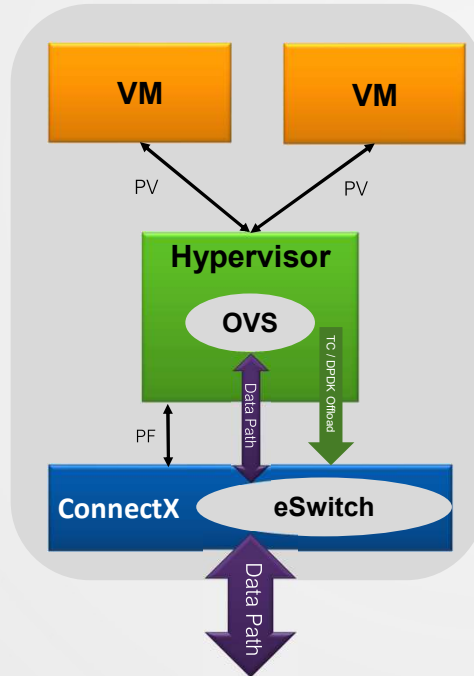 VM
VM
PV
PV
Hypervisor
OVS
TC / DPDK Offload
Data Path
PF
ConnectX
eSwitch
Data Path